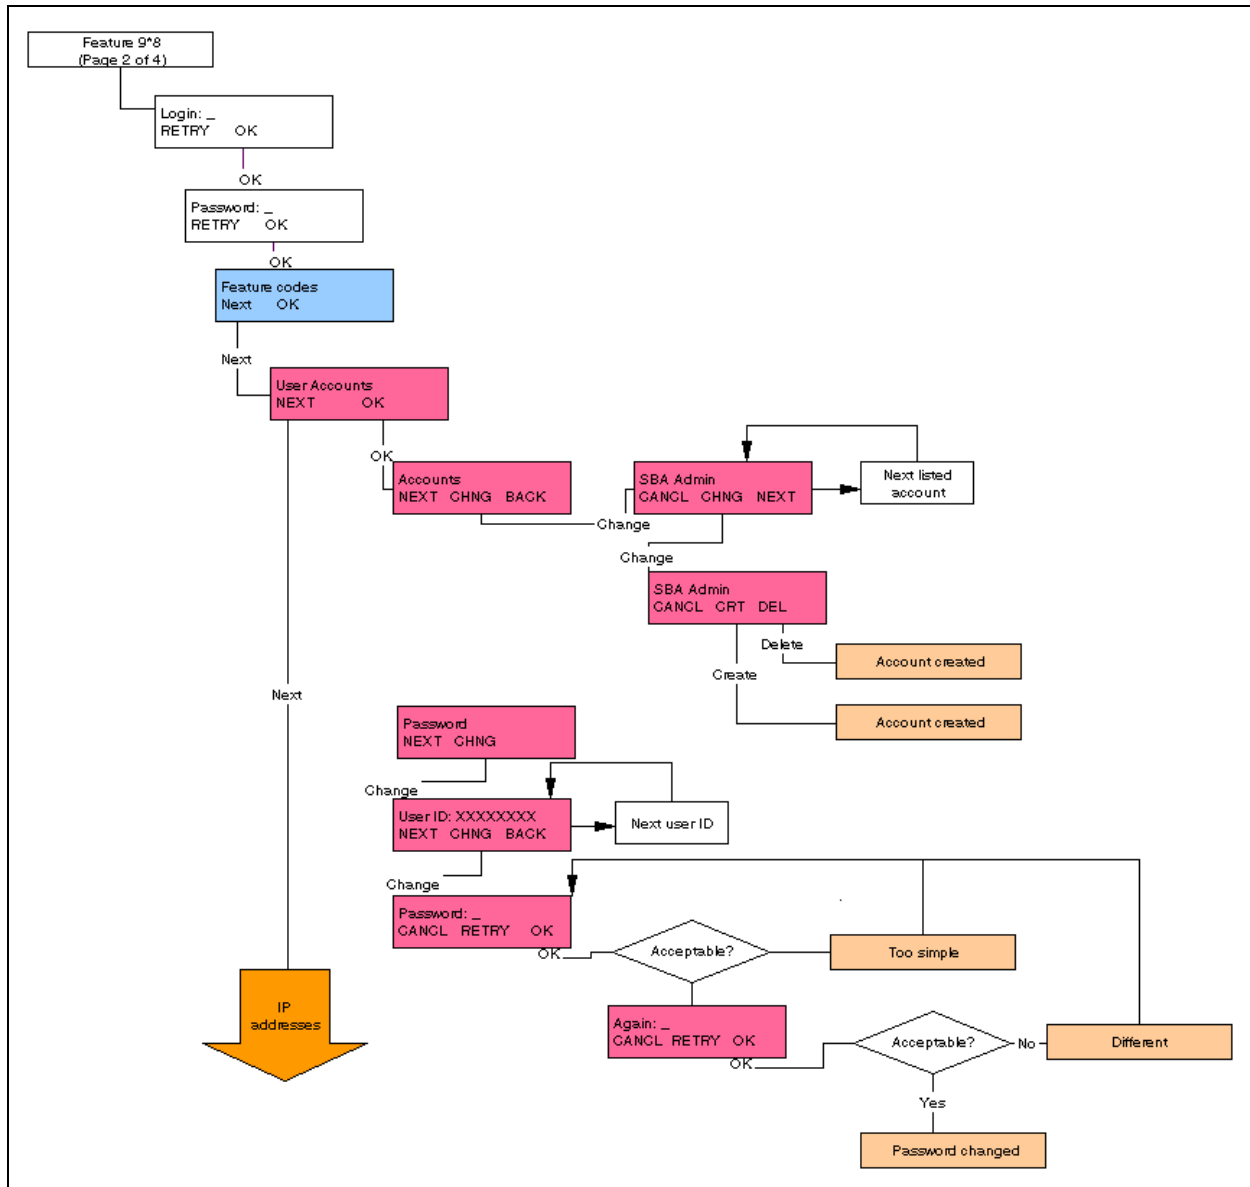 Feature 9*8
(Page 2 of 4)
Login: _
RETRY OK
OK
Password: _
RETRY OK
OK
Feature codes
Next OK
Next
User Accounts
NEXT OK
OK
Accounts
NEXT CHNG BACK
Change
SBA Admin
CANCL CHNG NEXT
Next listed
account
Change
SBA Admin
CANCL CRT DEL
Delete
Account created
Create
Account created
Next
Password
NEXT CHNG
Change
User ID: XXXXXXXX
NEXT CHNG BACK
Next user ID
Change
Password: _
CANCL RETRY OK
OK
Acceptable?
Too simple
IP
addresses
Again: _
CANCL RETRY OK
OK
Acceptable?
No
Different
Yes
Password changed